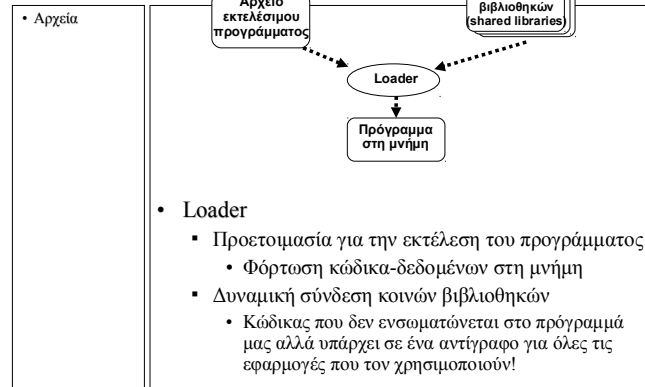 • Αρχεία
Αρχείο
εκτελέσιμου
προγράμματος
βιβλιοθηκών
(shared libraries)
Loader
Πρόγραμμα
στη μνήμη
• Loader
▪ Προετοιμασία για την εκτέλεση του προγράμματος
• Φόρτωση κώδικα-δεδομένων στη μνήμη
▪ Δυναμική σύνδεση κοινών βιβλιοθηκών
• Κώδικας που δεν ενσωματώνεται στο πρόγραμμά
μας αλλά υπάρχει σε ένα αντίγραφο για όλες τις
εφαρμογές που τον χρησιμοποιούν!